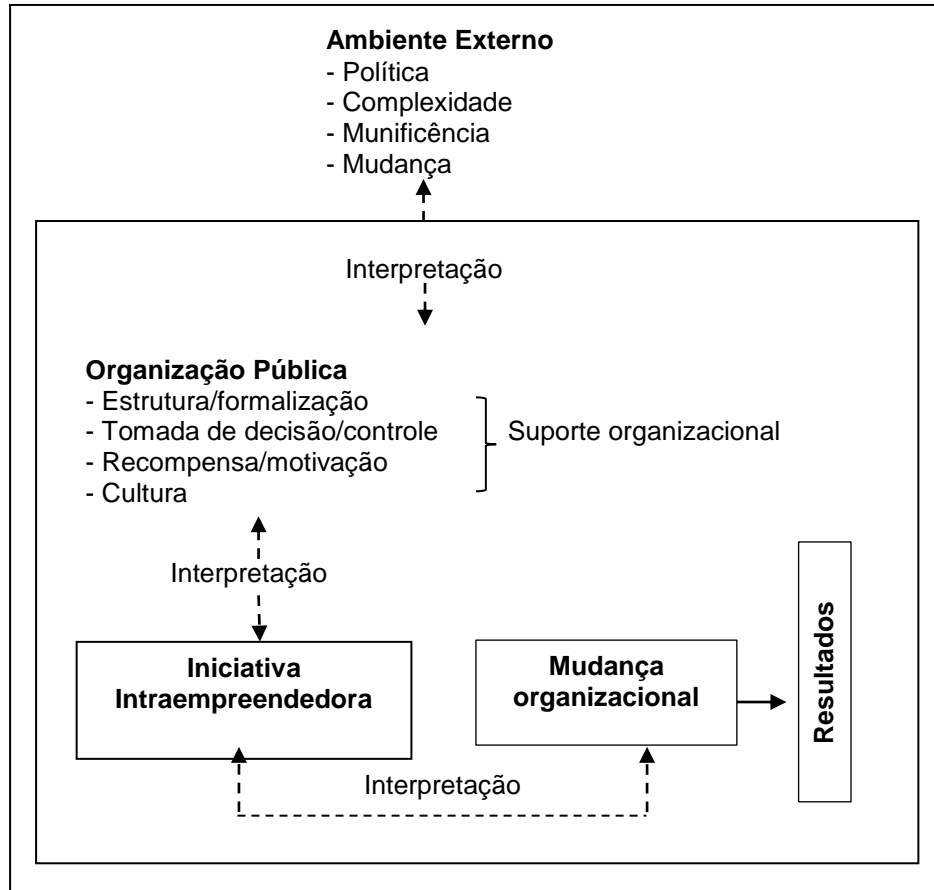 Ambiente Externo
- Política
- Complexidade
- Munificência
- Mudança
Interpretação
Organização Pública
- Estrutura/formalização
- Tomada de decisão/controle
- Recompensa/motivação
- Cultura
Suporte organizacional
Interpretação
Iniciativa
Intraempreendedora
Mudança
organizacional
Resultados
Interpretação